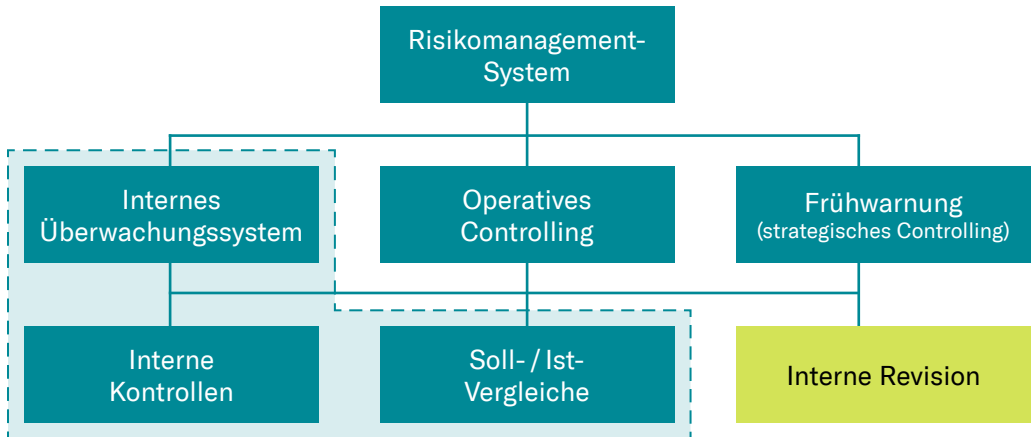 Risikomanagement-
System
Internes
Überwachungssystem
Operatives
Controlling
Frühwarnung
(strategisches Controlling)
Interne
Kontrollen
Soll- / Ist-
Vergleiche
Interne Revision